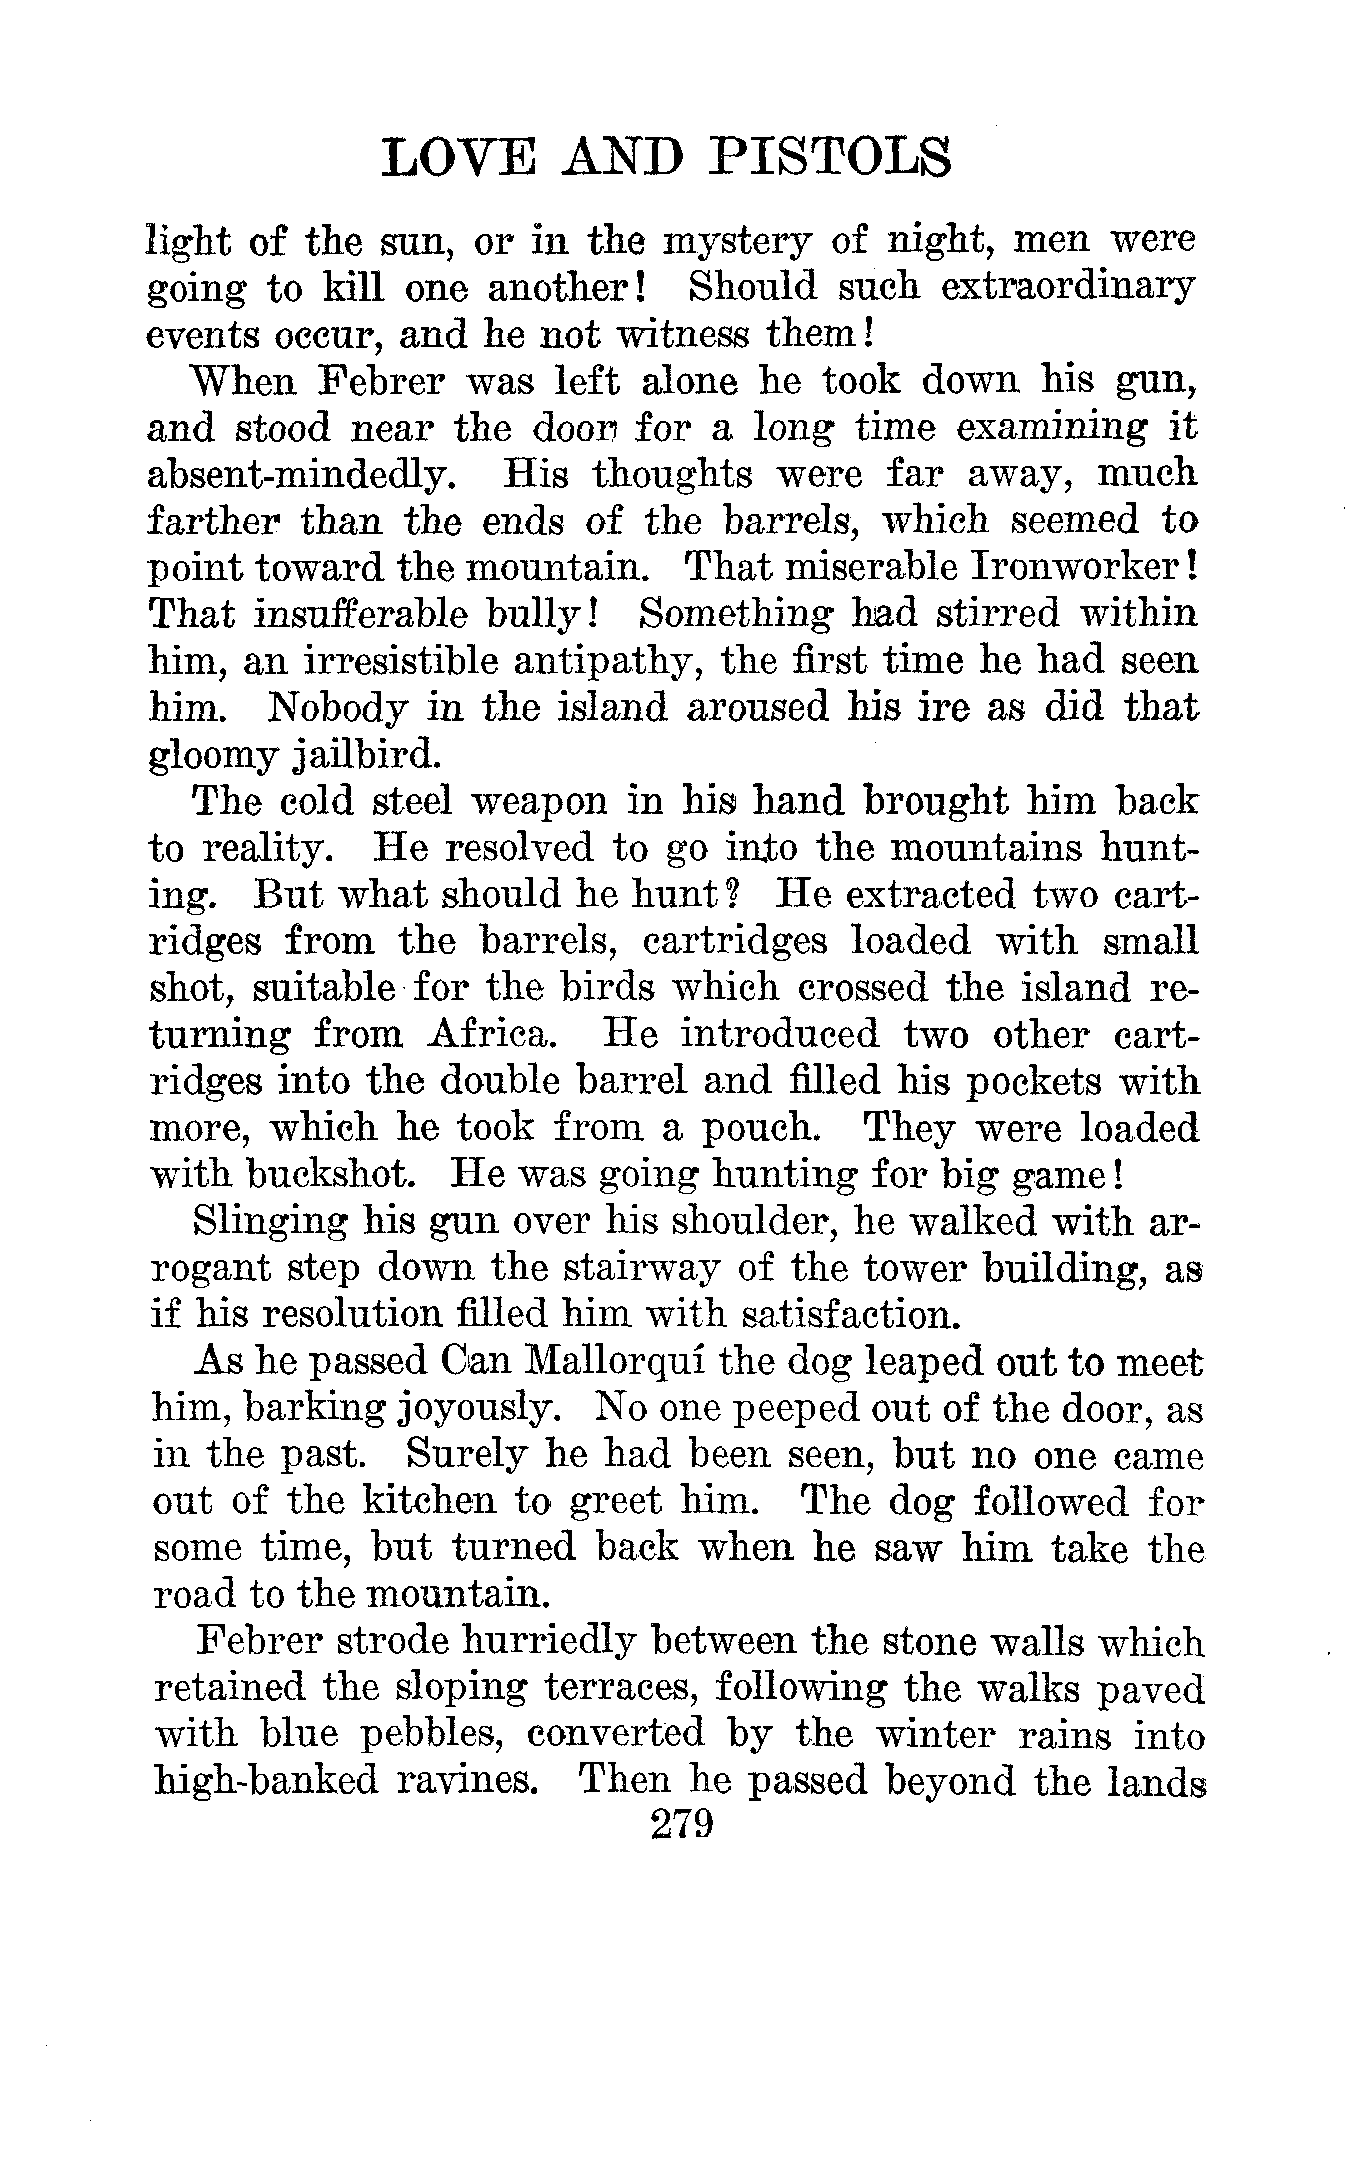 LOVE AND PISTOLS
light of the sun, or in the mystery of night, men were
going to kill one another! Should such extraordinary
events occur, and he not witness them!
When Febrer was left alone he took down his gun,
and stood near the door for a long time examining it
absent-mindedly. His thoughts were far away, much
farther than the ends of the barrels, which seemed to
point toward the mountain. That miserable Ironworker!
That insufferable bully! Something had stirred within
him, an irresistible antipathy, the first time he had seen
him. Nobody in the island aroused his ire as did that
gloomy jailbird.
The cold steel weapon in his hand brought him back
to reality. He resolved to go into the mountains hunt-
ing. But what should he hunt? He extracted two cart-
ridges from the barrels, cartridges loaded with small
shot, suitable for the birds which crossed the island re-
turning from Africa. He introduced two other cart-
ridges into the double barrel and filled his pockets with
more, which he took from a pouch. They were loaded
with buckshot. He was going hunting for big game!
Slinging his gun over his shoulder, he walked with ar-
rogant step down the stairway of the tower building, as
if his resolution filled him with satisfaction.
As he passed Can Mallorquí the dog leaped out to meet
him, barking joyously. No one peeped out of the door, as
in the past. Surely he had been seen, but no one came
out of the kitchen to greet him. The dog followed for
some time, but turned back when he saw him take the
road to the mountain.
Febrer strode hurriedly between the stone walls which
retained the sloping terraces, following the walks paved
with blue pebbles, converted by the winter rains into
high-banked ravines. Then he passed beyond the lands
279